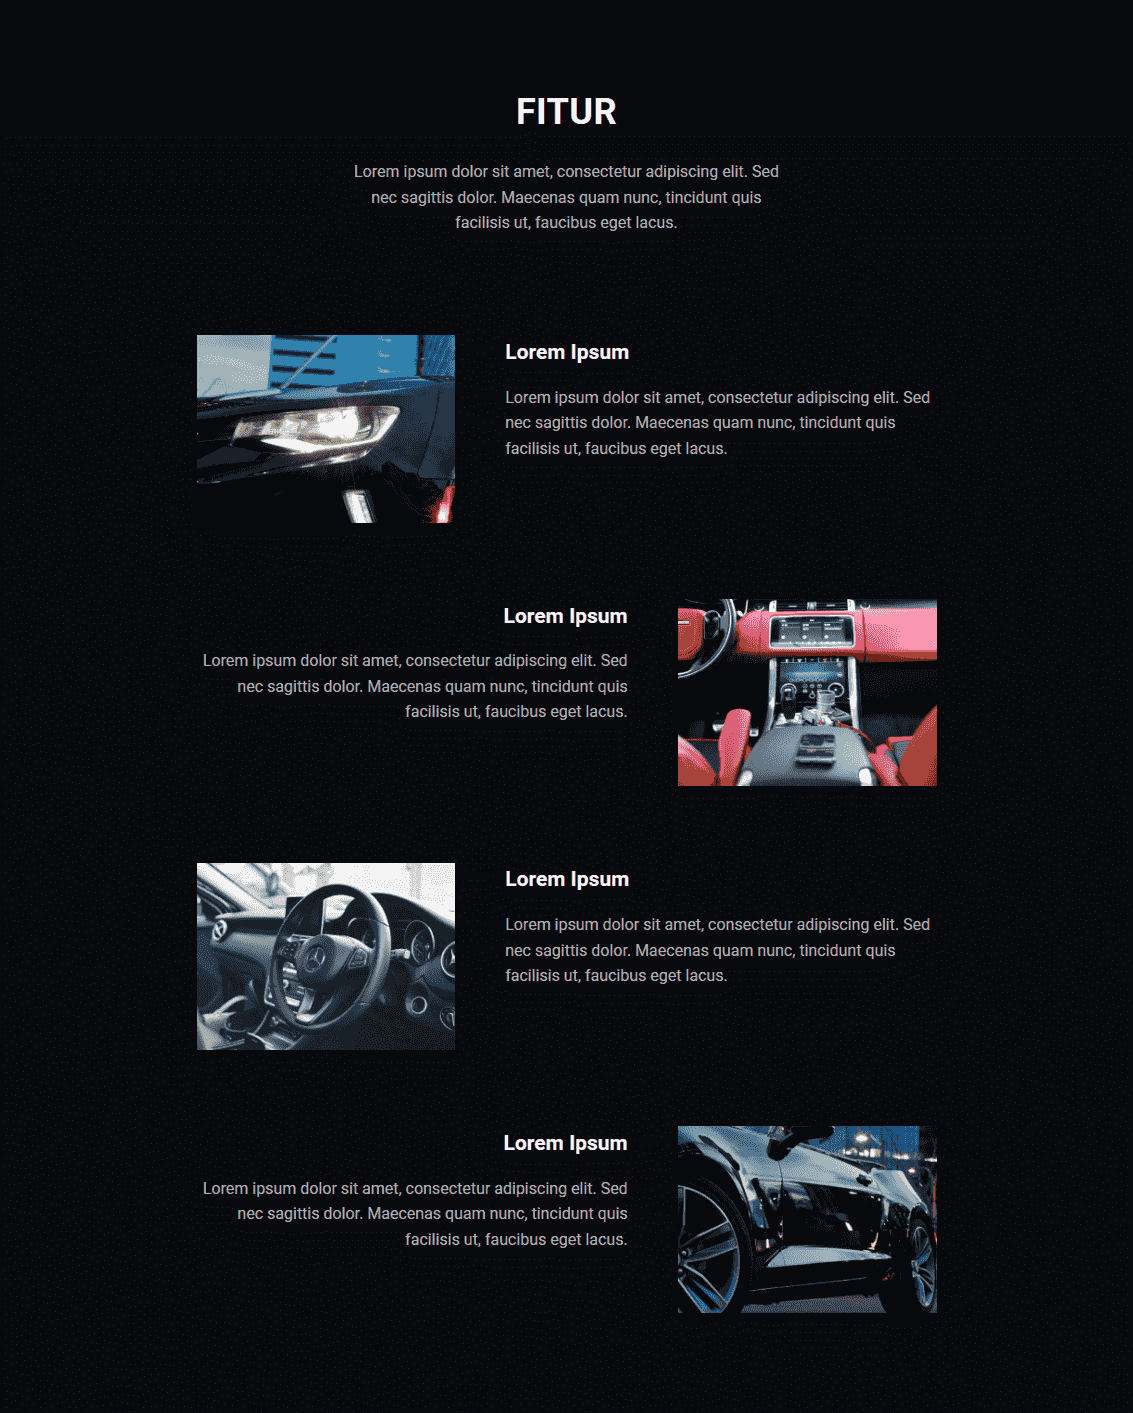 FITUR
Lorem ipsum dolor sit amet, consectetur adipiscing elit. Sed
nec sagittis dolor. Maecenas quam nunc, tincidunt quis
facilisis ut, faucibus eget lacus.
Lorem Ipsum
Lorem ipsum dolor sit amet, consectetur adipiscing elit. Sed
nec sagittis dolor. Maecenas quam nunc, tincidunt quis
facilisis ut, faucibus eget lacus.
Lorem Ipsum
Lorem ipsum dolor sit amet, consectetur adipiscing elit. Sed
nec sagittis dolor. Maecenas quam nunc, tincidunt quis
facilisis ut, faucibus eget lacus.
Lorem Ipsum
Lorem ipsum dolor sit amet, consectetur adipiscing elit. Sed
nec sagittis dolor. Maecenas quam nunc, tincidunt quis
facilisis ut, faucibus eget lacus.
Lorem Ipsum
Lorem ipsum dolor sit amet, consectetur adipiscing elit. Sed
nec sagittis dolor. Maecenas quam nunc, tincidunt quis
facilisis ut, faucibus eget lacus.